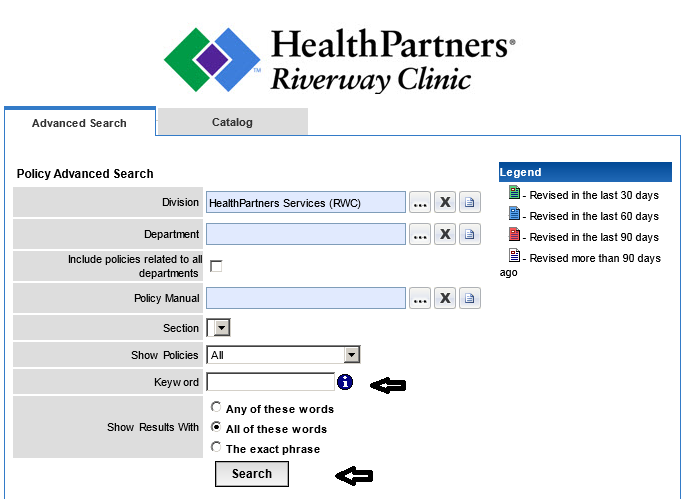 HealthPartners®
Riverway Clinic
TM
Advanced Search
Catalog
Policy Advanced Search
Division
HealthPartners Services (RWC)
... X
Department
... X
Include policies related to all
departments
Policy Manual
... X
Section
Show Policies
All
Keyword
i
Show Results With
Any of these words
All of these words
The exact phrase
Search
Legend
- Revised in the last 30 days
- Revised in the last 60 days
- Revised in the last 90 days
- Revised more than 90 days
ago